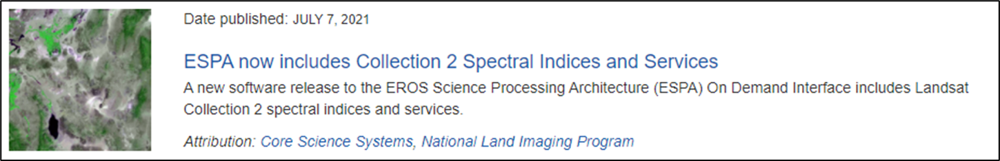 Date published: JULY 7, 2021
ESPA now includes Collection 2 Spectral Indices and Services
A new software release to the EROS Science Processing Architecture (ESPA) On Demand Interface includes Landsat
Collection 2 spectral indices and services.
Attribution: Core Science Systems, National Land Imaging Program